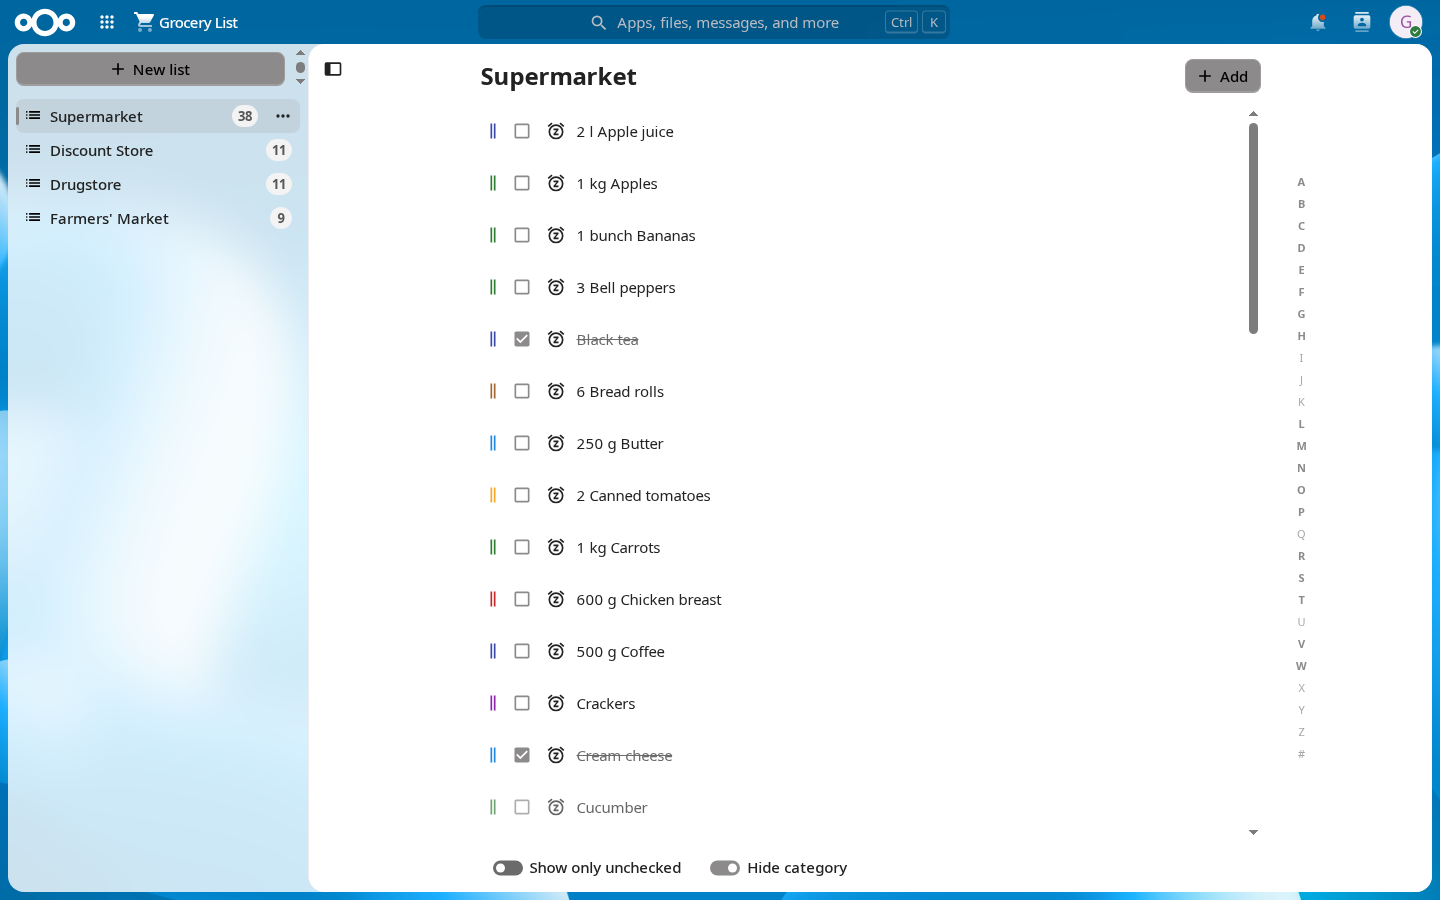 Grocery List
Apps, files, messages, and more
Ctrl
K
G
New list
Supermarket
38
Discount Store
11
Drugstore
11
Farmers' Market
9
Supermarket
Add
2 l Apple juice
1 kg Apples
1 bunch Bananas
3 Bell peppers
Black tea
6 Bread rolls
250 g Butter
2 Canned tomatoes
1 kg Carrots
600 g Chicken breast
500 g Coffee
Crackers
Cream cheese
Cucumber
A
B
C
D
E
F
G
H
I
J
K
L
M
N
O
P
Q
R
S
T
U
V
W
X
Y
Z
#
Show only unchecked
Hide category